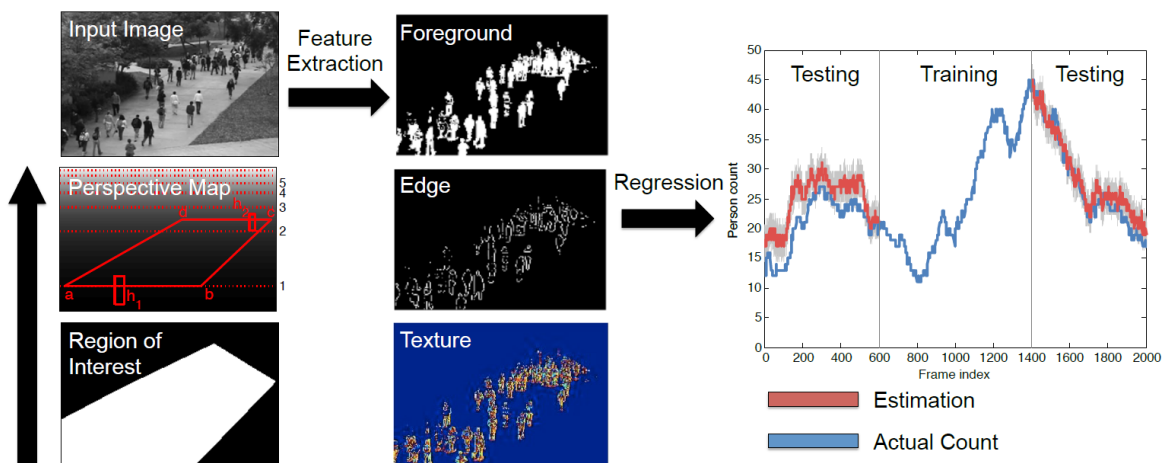 Input Image
Feature
Extraction
Foreground
Perspective Map
5
4
3
2
1
a
b
c
d
h1
h2
Edge
Regression
Region of
Interest
Texture
50
45
40
35
30
25
20
15
10
5
0
Person count
Testing
Training
Testing
0 200 400 600 800 1000 1200 1400 1600 1800 2000
Frame index
Estimation
Actual Count